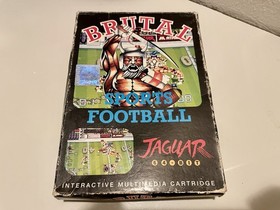 BRUTAL
SPORTS
FOOTBALL
JAGUAR
64-BIT
INTERACTIVE MULTIMEDIA CARTRIDGE